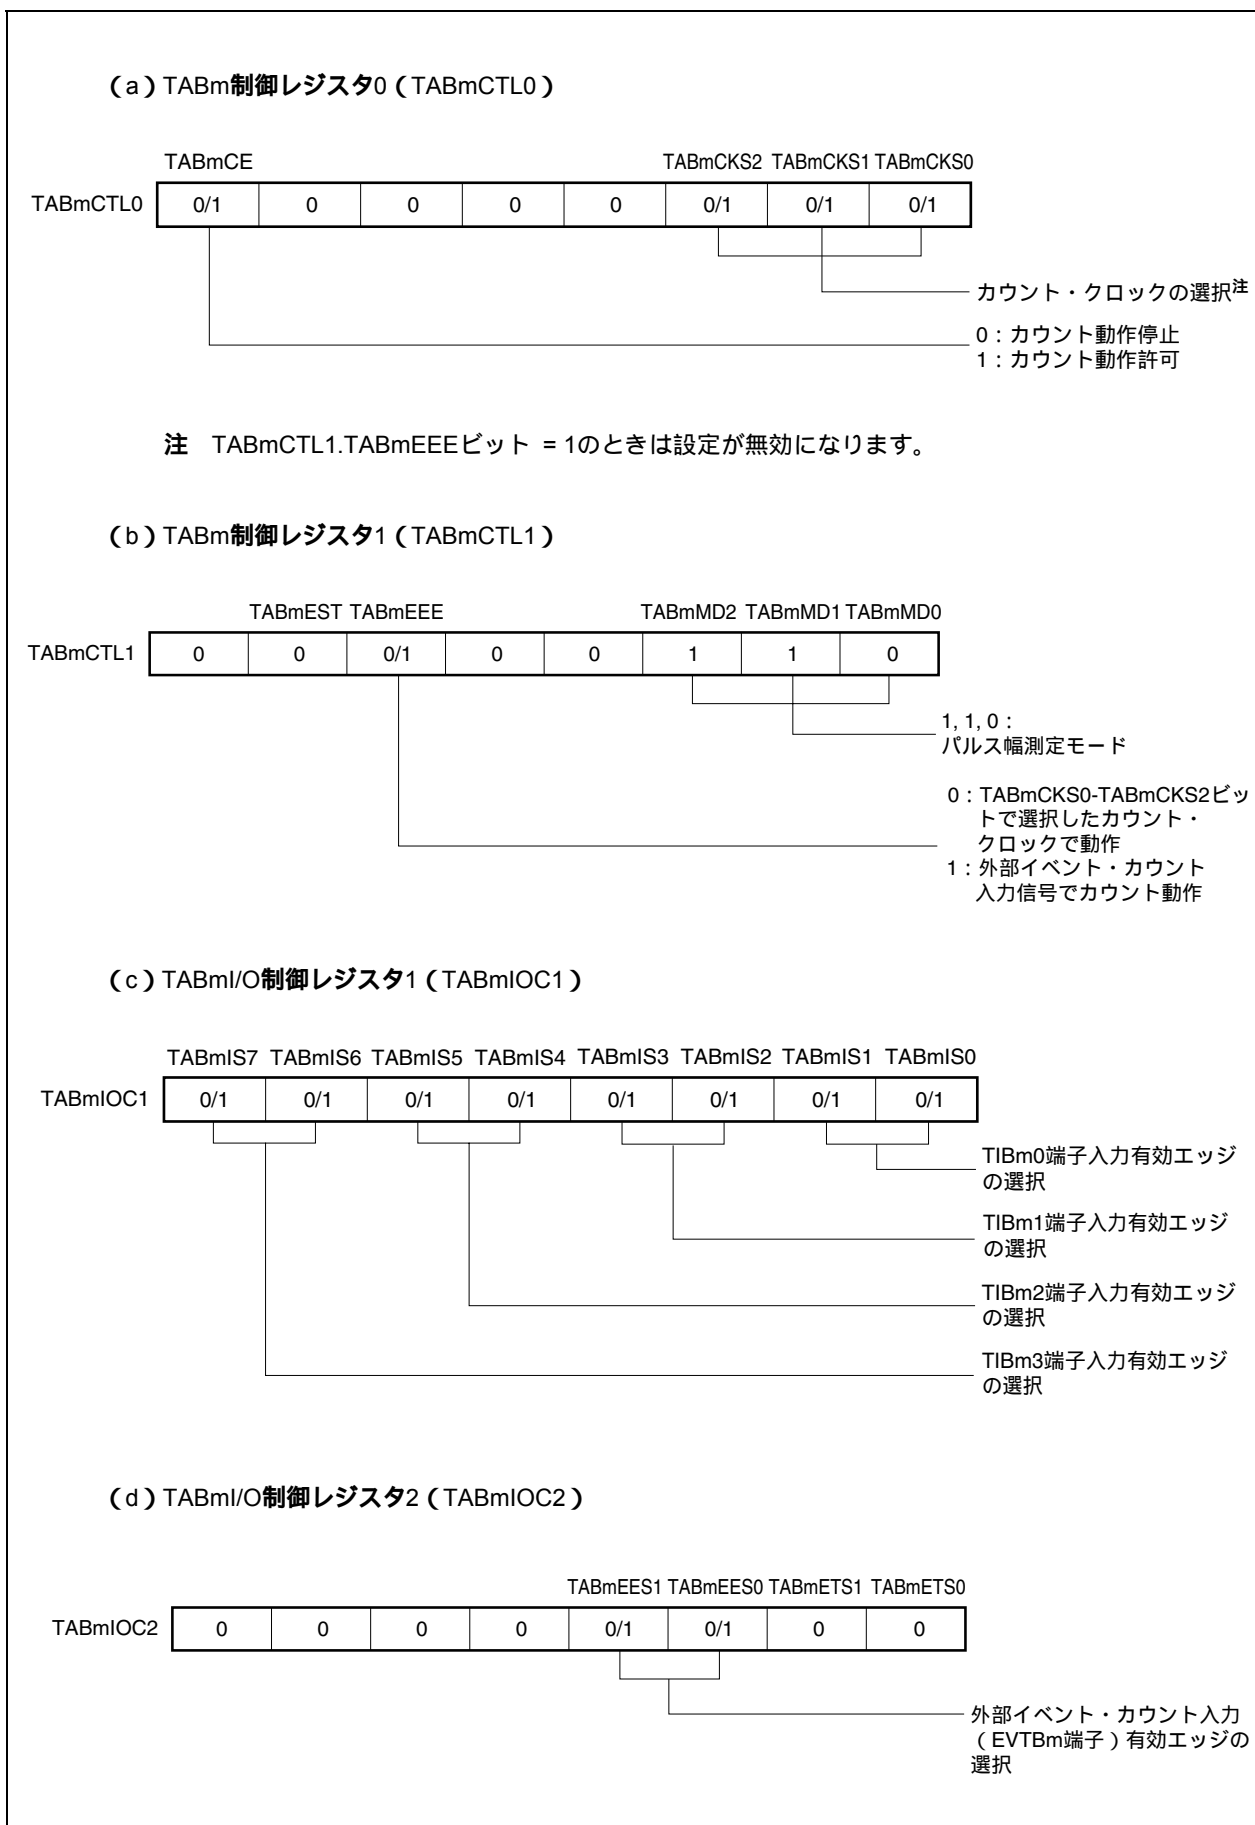 (a)TABm制御レジスタ0(TABmCTL0)
TABmCE TABmCKS2 TABmCKS1 TABmCKS0
TABmCTL0 0/1 0 0 0 0 0/1 0/1 0/1
カウント・クロックの選択注
0:カウント動作停止
1:カウント動作許可
注 TABmCTL1.TABmEEEビット = 1のときは設定が無効になります。
(b)TABm制御レジスタ1(TABmCTL1)
TABmEST TABmEEE TABmMD2 TABmMD1 TABmMD0
TABmCTL1 0 0 0/1 0 0 1 1 0
1, 1, 0:
パルス幅測定モード
0:TABmCKS0-TABmCKS2ビッ
トで選択したカウント・
クロックで動作
1:外部イベント・カウント
入力信号でカウント動作
(c)TABmI/O制御レジスタ1(TABmIOC1)
TABmIS7 TABmIS6 TABmIS5 TABmIS4 TABmIS3 TABmIS2 TABmIS1 TABmIS0
TABmIOC1 0/1 0/1 0/1 0/1 0/1 0/1 0/1 0/1
TIBm0端子入力有効エッジ
の選択
TIBm1端子入力有効エッジ
の選択
TIBm2端子入力有効エッジ
の選択
TIBm3端子入力有効エッジ
の選択
(d)TABmI/O制御レジスタ2(TABmIOC2)
TABmEES1 TABmEES0 TABmETS1 TABmETS0
TABmIOC2 0 0 0 0 0/1 0/1 0 0
外部イベント・カウント入力
(EVTBm端子)有効エッジの
選択